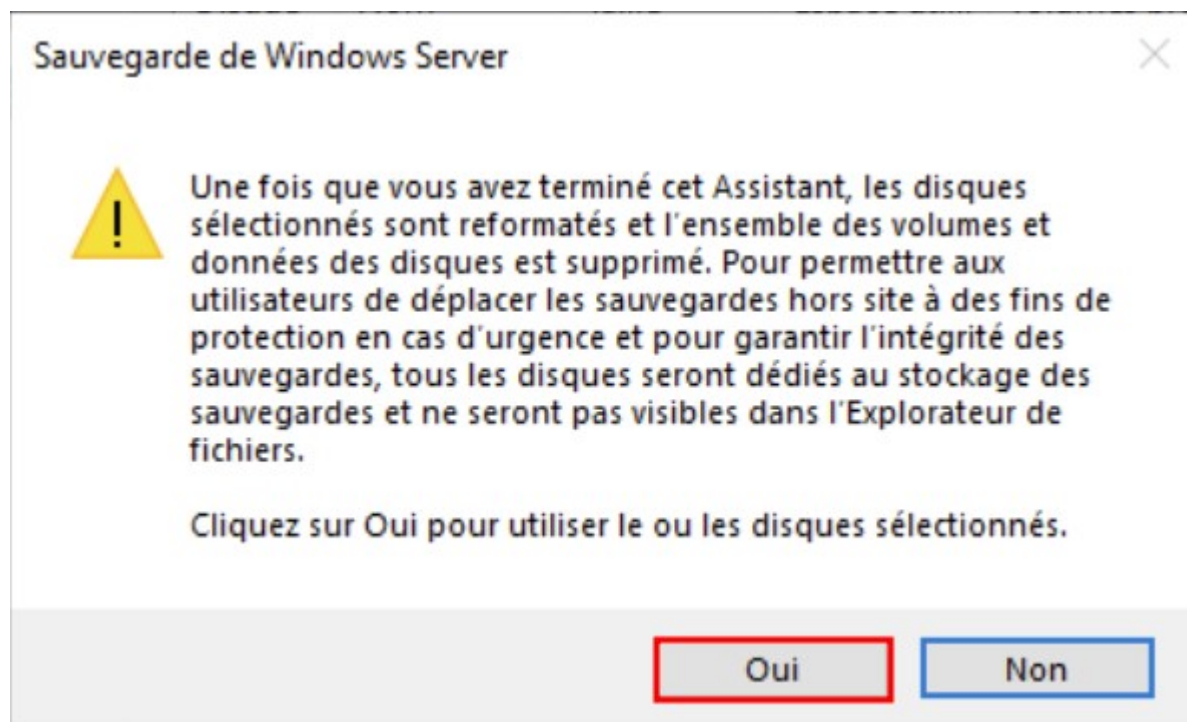 Sauvegarde de Windows Server
Une fois que vous avez terminé cet Assistant, les disques
sélectionnés sont reformatés et l'ensemble des volumes et
données des disques est supprimé. Pour permettre aux
utilisateurs de déplacer les sauvegardes hors site à des fins de
protection en cas d'urgence et pour garantir l'intégrité des
sauvegardes, tous les disques seront dédiés au stockage des
sauvegardes et ne seront pas visibles dans l'Explorateur de
fichiers.
Cliquez sur Oui pour utiliser le ou les disques sélectionnés.
Oui Non